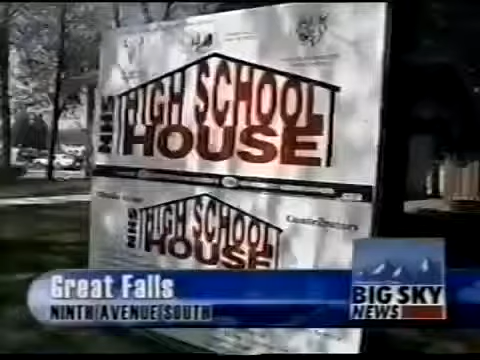 NHS
HIGH SCHOOL
HOUSE
NHS
HIGH SCHOOL
HOUSE
Contributors
Great Falls
NINTH AVENUE SOUTH
BIG SKY
NEWS